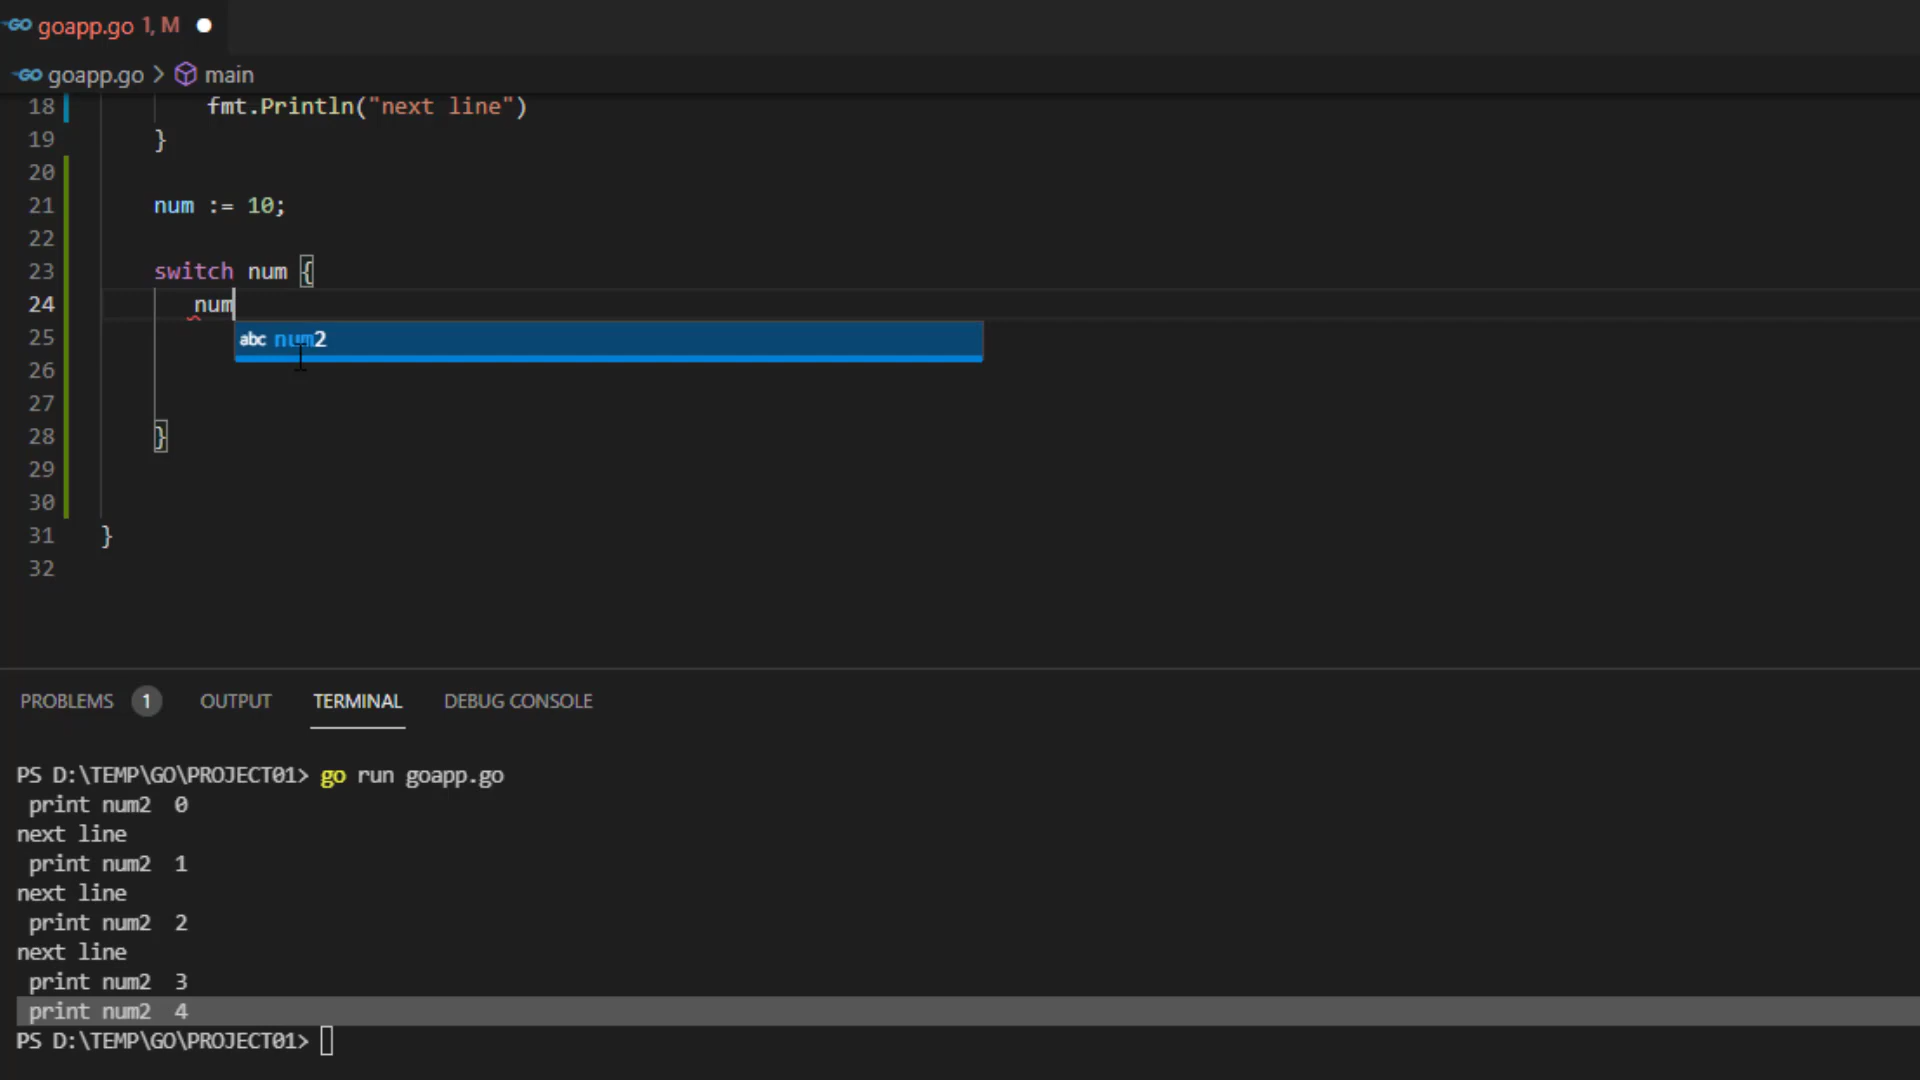 GO goapp.go 1, M
GO goapp.go > main
18 fmt.Println("next line")
19 }
20
21 num := 10;
22
23 switch num {
24 num
25 abc num2
26
27
28 }
29
30
31 }
32
PROBLEMS 1 OUTPUT TERMINAL DEBUG CONSOLE
PS D:\TEMP\GO\PROJECT01> go run goapp.go
print num2 0
next line
print num2 1
next line
print num2 2
next line
print num2 3
print num2 4
PS D:\TEMP\GO\PROJECT01>